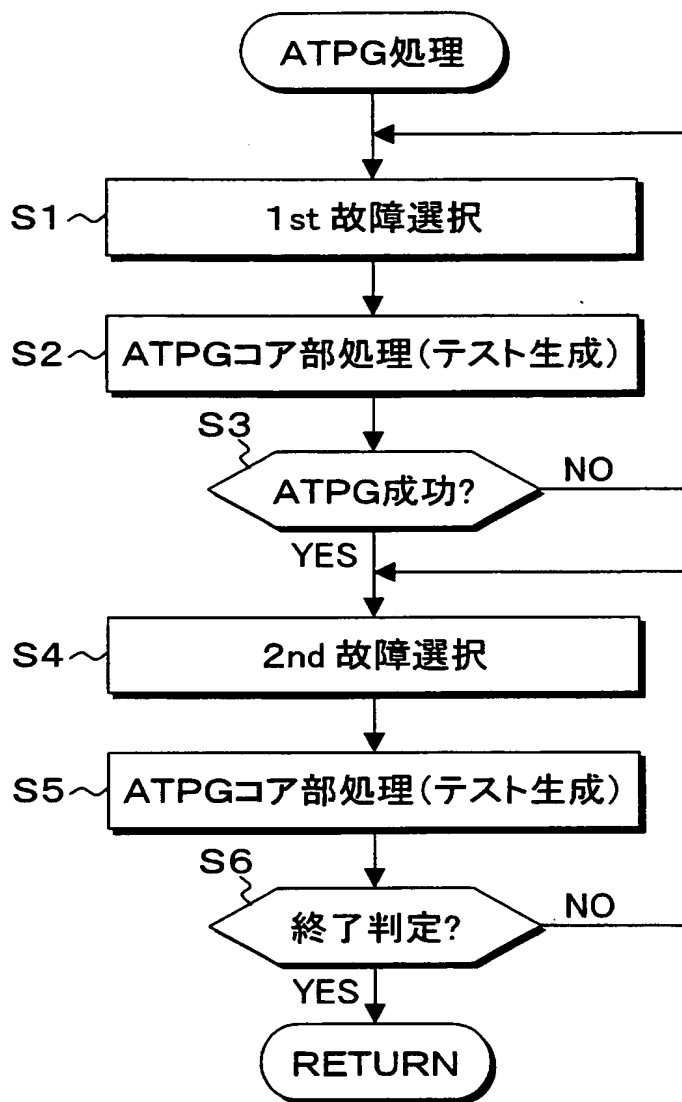 ATPG処理
S1
1st 故障選択
S2
ATPGコア部処理(テスト生成)
S3
ATPG成功?
NO
YES
S4
2nd 故障選択
S5
ATPGコア部処理(テスト生成)
S6
終了判定?
NO
YES
RETURN